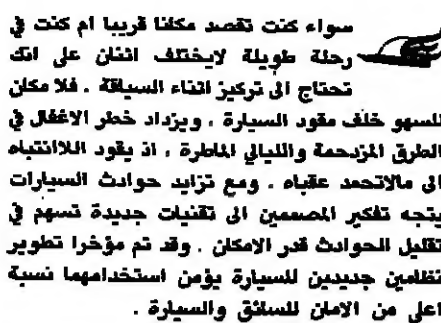 سواء كنت تقصد مكانا قريبا ام كنت في
رحلة طويلة لايختلف اثنان على انك
تحتاج الى تركيز اثناء السياقة . فلا مكان
للسهو خلف مقود السيارة ، ويزداد خطر الاغفال في
الطرق المزدحمة والليالي الماطرة ، اذ يقود اللاانتباه
الى مالاتحمد عقباه . ومع تزايد حوادث السيارات
يتجه تفكير المصممين الى تقنيات جديدة تسهم في
تقليل الحوادث قدر الامكان . وقد تم مؤخرا تطوير
نظامين جديدين للسيارة يؤمن استخدامهما نسبة
اعلى من الامان للسائق والسيارة .